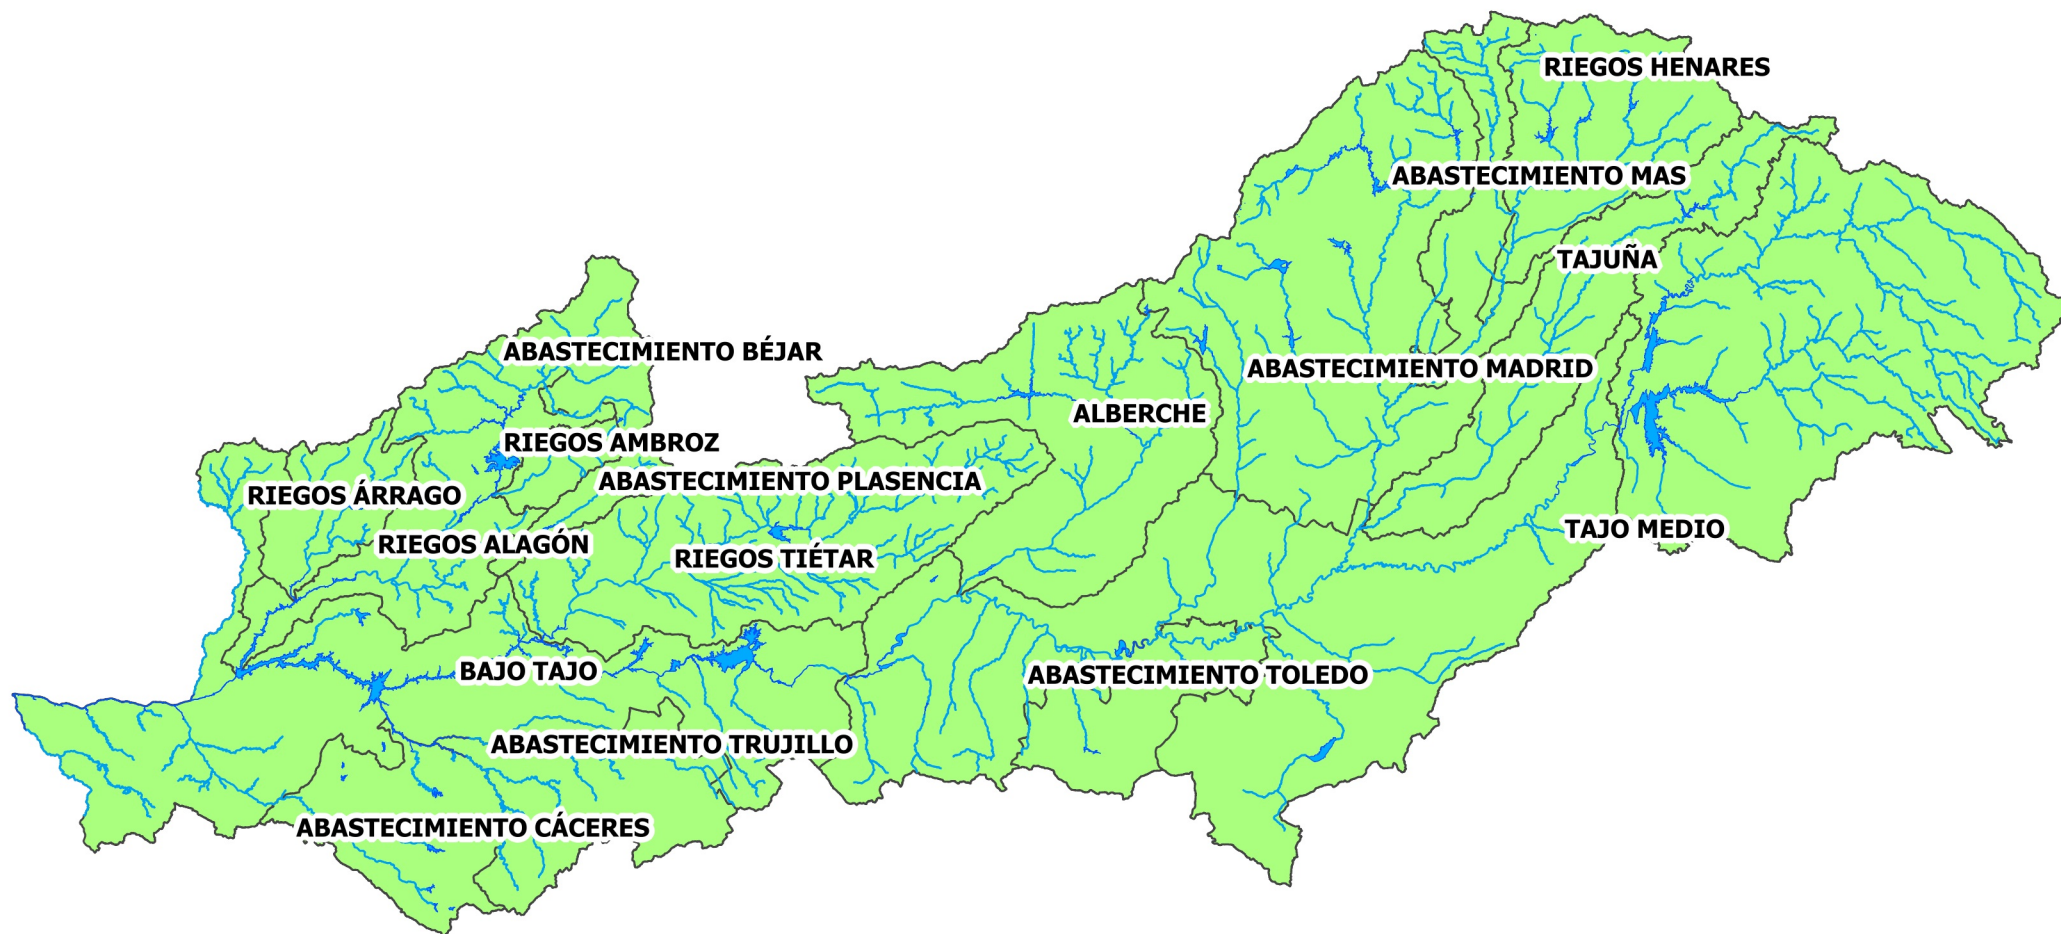 RIEGOS HENARES
ABASTECIMIENTO MAS
TAJUÑA
ABASTECIMIENTO BÉJAR
ABASTECIMIENTO MADRID
ALBERCHE
RIEGOS AMBROZ
ABASTECIMIENTO PLASENCIA
RIEGOS ÁRRAGO
TAJO MEDIO
RIEGOS ALAGÓN
RIEGOS TIÉTAR
BAJO TAJO
ABASTECIMIENTO TOLEDO
ABASTECIMIENTO TRUJILLO
ABASTECIMIENTO CÁCERES